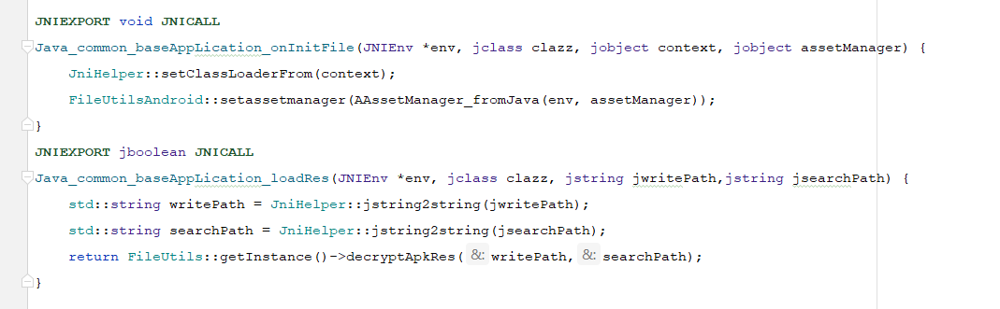 JNIEXPORT void JNICALL
Java_common_baseAppLication_onInitFile(JNIEnv *env, jclass clazz, jobject context, jobject assetManager) {
    JniHelper::setClassLoaderFrom(context);
    FileUtilsAndroid::setassetmanager(AAssetManager_fromJava(env, assetManager));
}
JNIEXPORT jboolean JNICALL
Java_common_baseAppLication_loadRes(JNIEnv *env, jclass clazz, jstring jwritePath,jstring jsearchPath) {
    std::string writePath = JniHelper::jstring2string(jwritePath);
    std::string searchPath = JniHelper::jstring2string(jsearchPath);
    return FileUtils::getInstance()->decryptApkRes( &: writePath, &: searchPath);
}